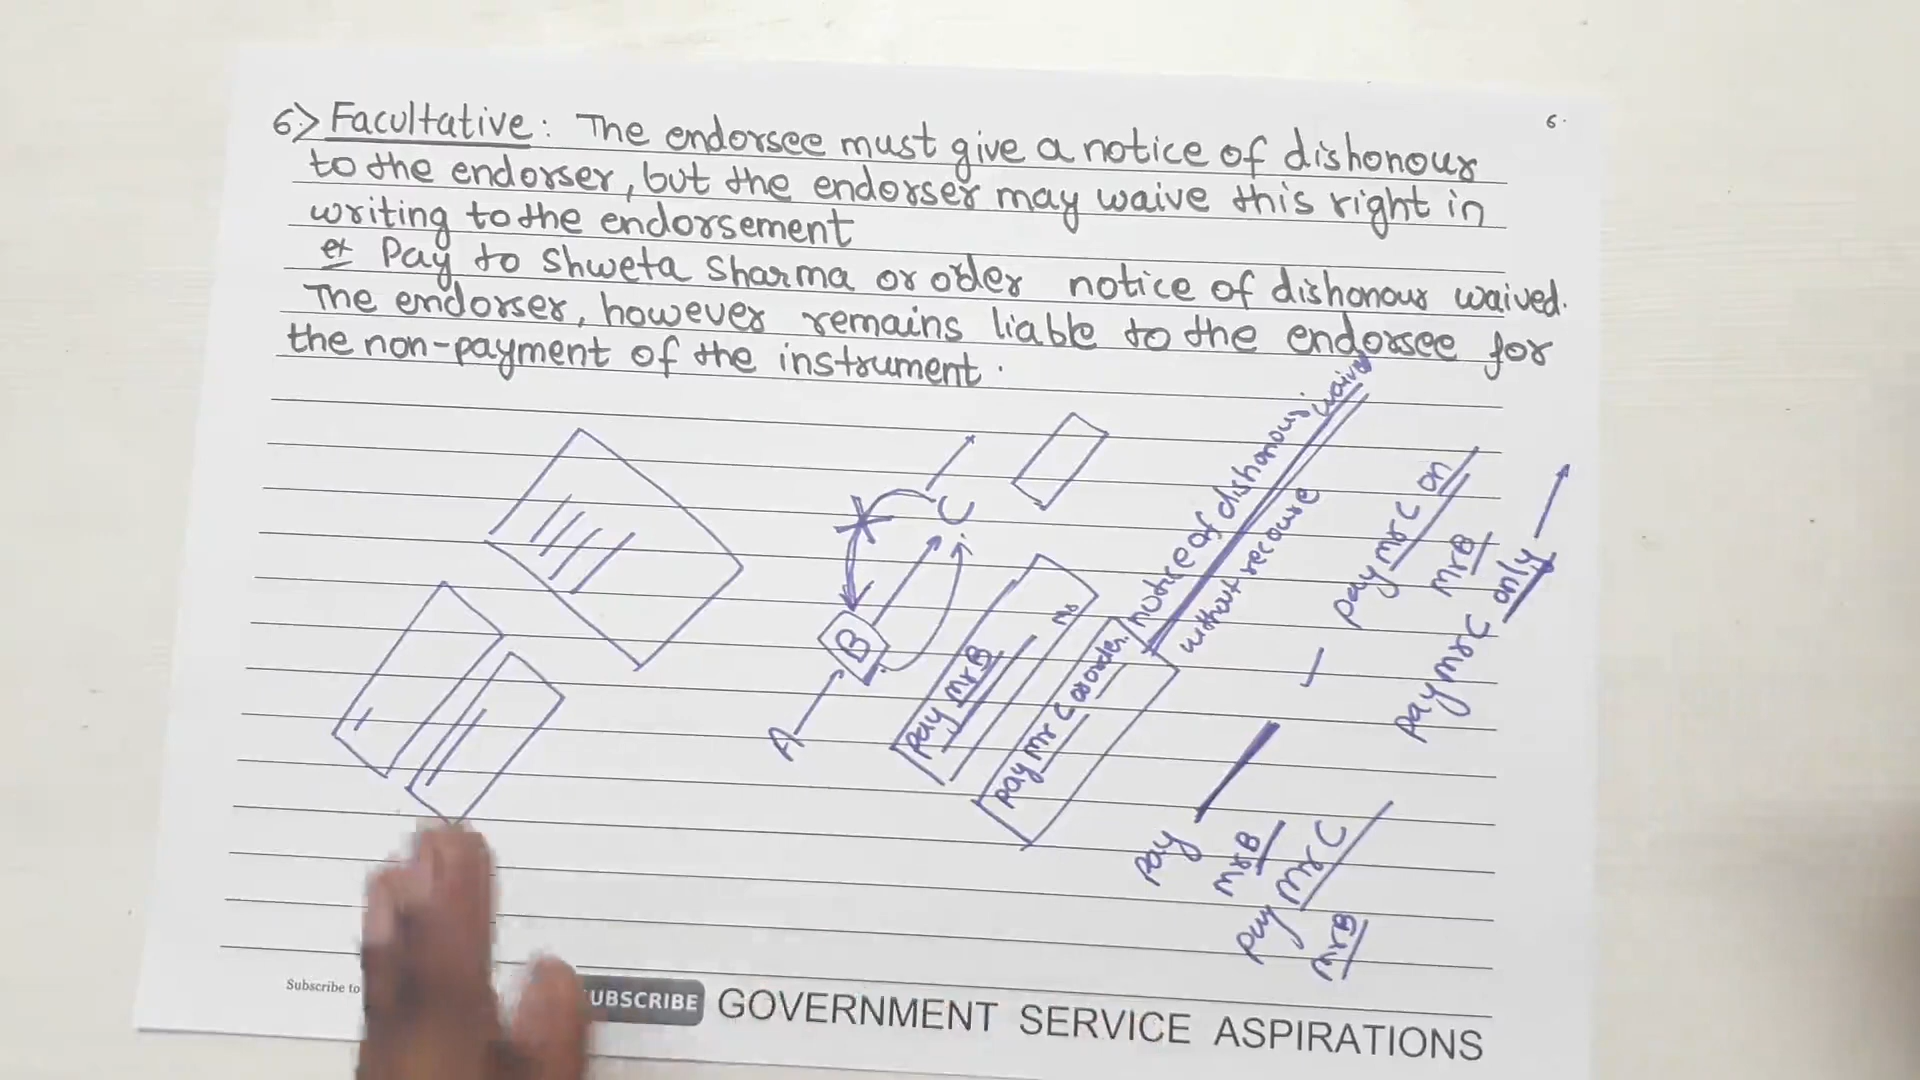 6.
6> Facultative: The endorsee must give a notice of dishonour
to the endorser, but the endorser may waive this right in
writing to the endorsement
ex Pay to Shweta Sharma or order notice of dishonour waived.
The endorser, however remains liable to the endorsee for
the non-payment of the instrument.
A
B
C
pay Mr B
Mr
pay Mr C or order.
notice of dishonour waived
without recourse
pay Mr C or
Mr B
pay Mr C only
pay
Mr B
pay Mr C
Mr B
Subscribe to
UBSCRIBE
GOVERNMENT SERVICE ASPIRATIONS